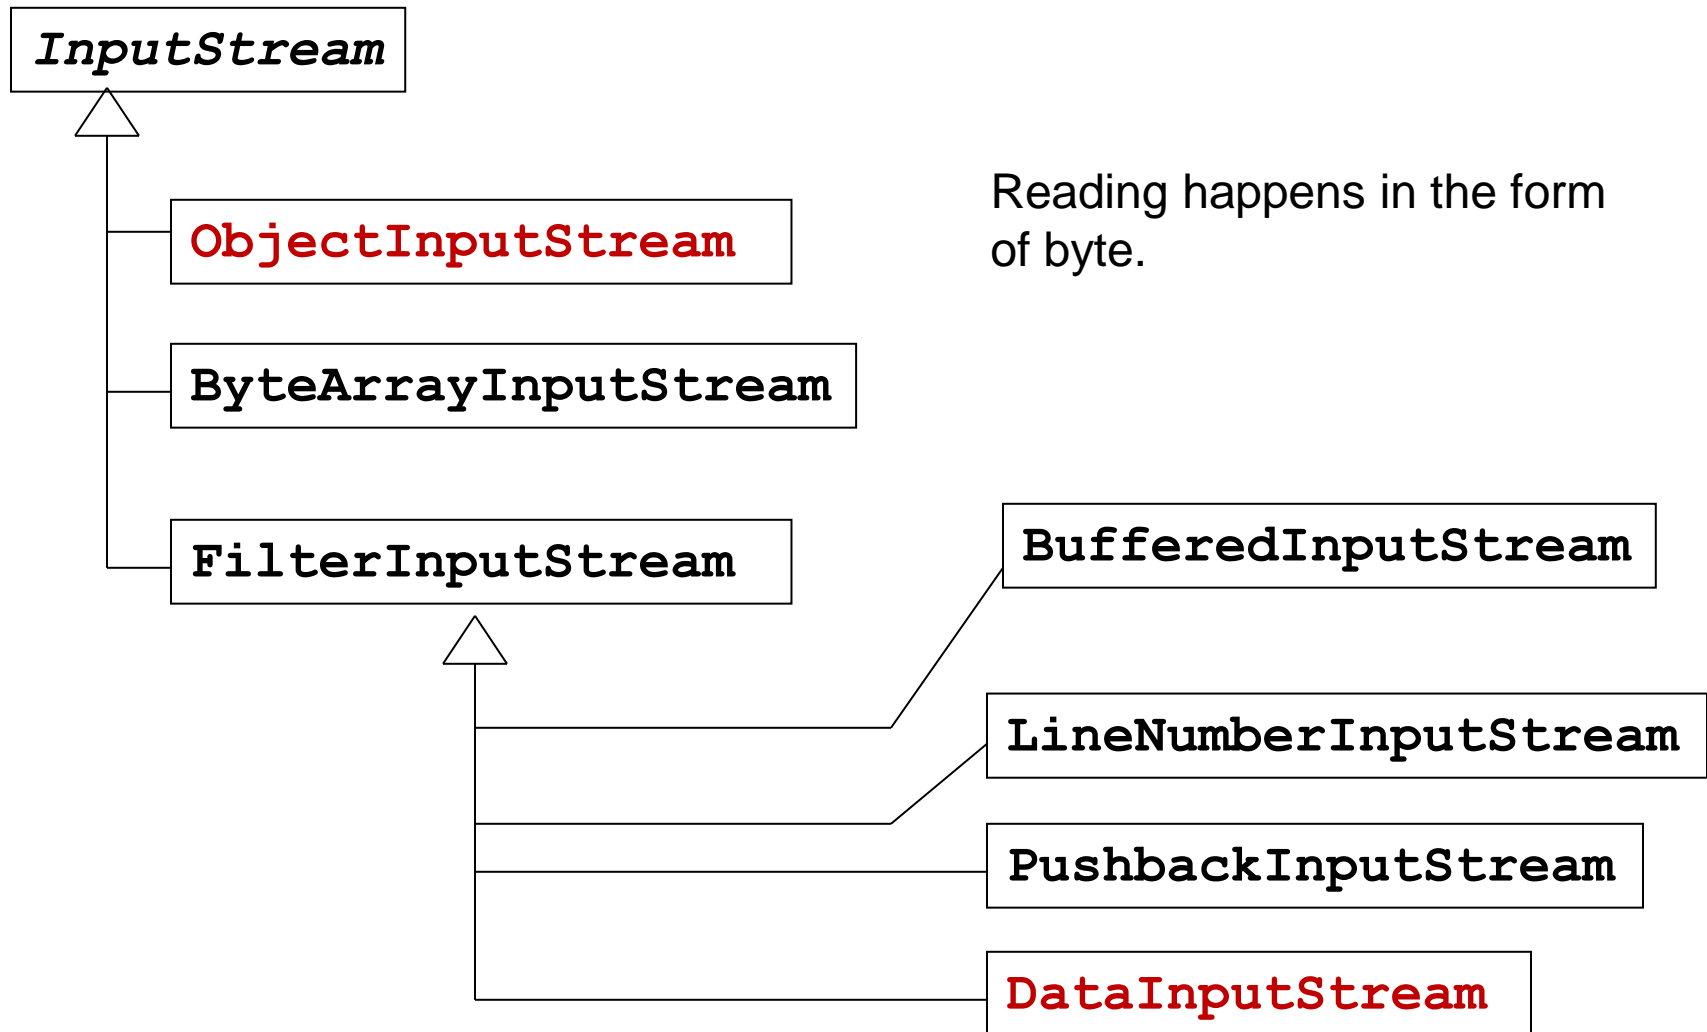 InputStream
ObjectInputStream
Reading happens in the form
of byte.
ByteArrayInputStream
FilterInputStream
BufferedInputStream
LineNumberInputStream
PushbackInputStream
DataInputStream